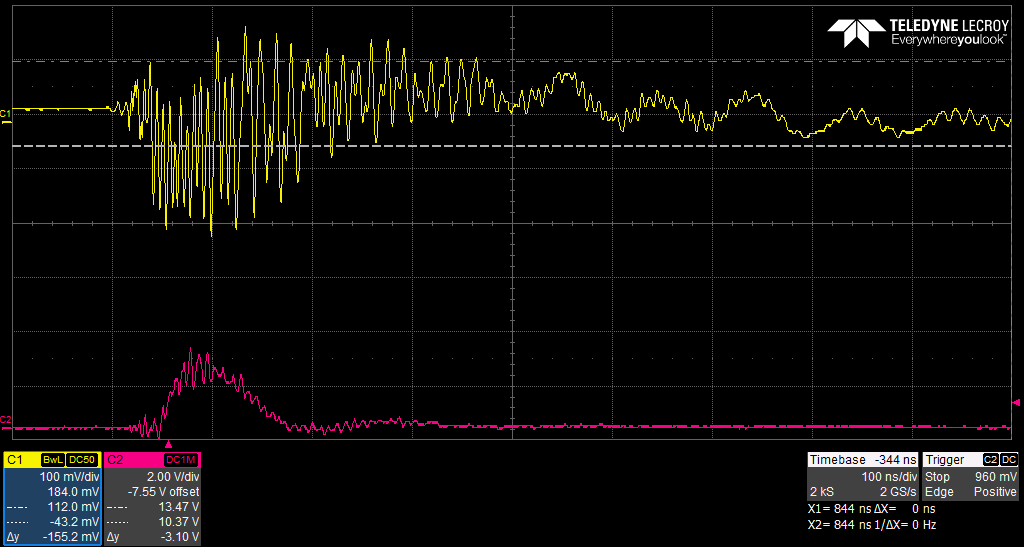 TELEDYNE LECROY
Everywhereyoulook™
C1
C2
C1 BwL DC50
100 mV/div
184.0 mV
112.0 mV
-43.2 mV
Δy -155.2 mV
C2 DC1M
2.00 V/div
-7.55 V offset
13.47 V
10.37 V
Δy -3.10 V
Timebase -344 ns
100 ns/div
2 kS 2 GS/s
Trigger C2 DC
Stop 960 mV
Edge Positive
X1= 844 ns ΔX= 0 ns
X2= 844 ns 1/ΔX= 0 Hz